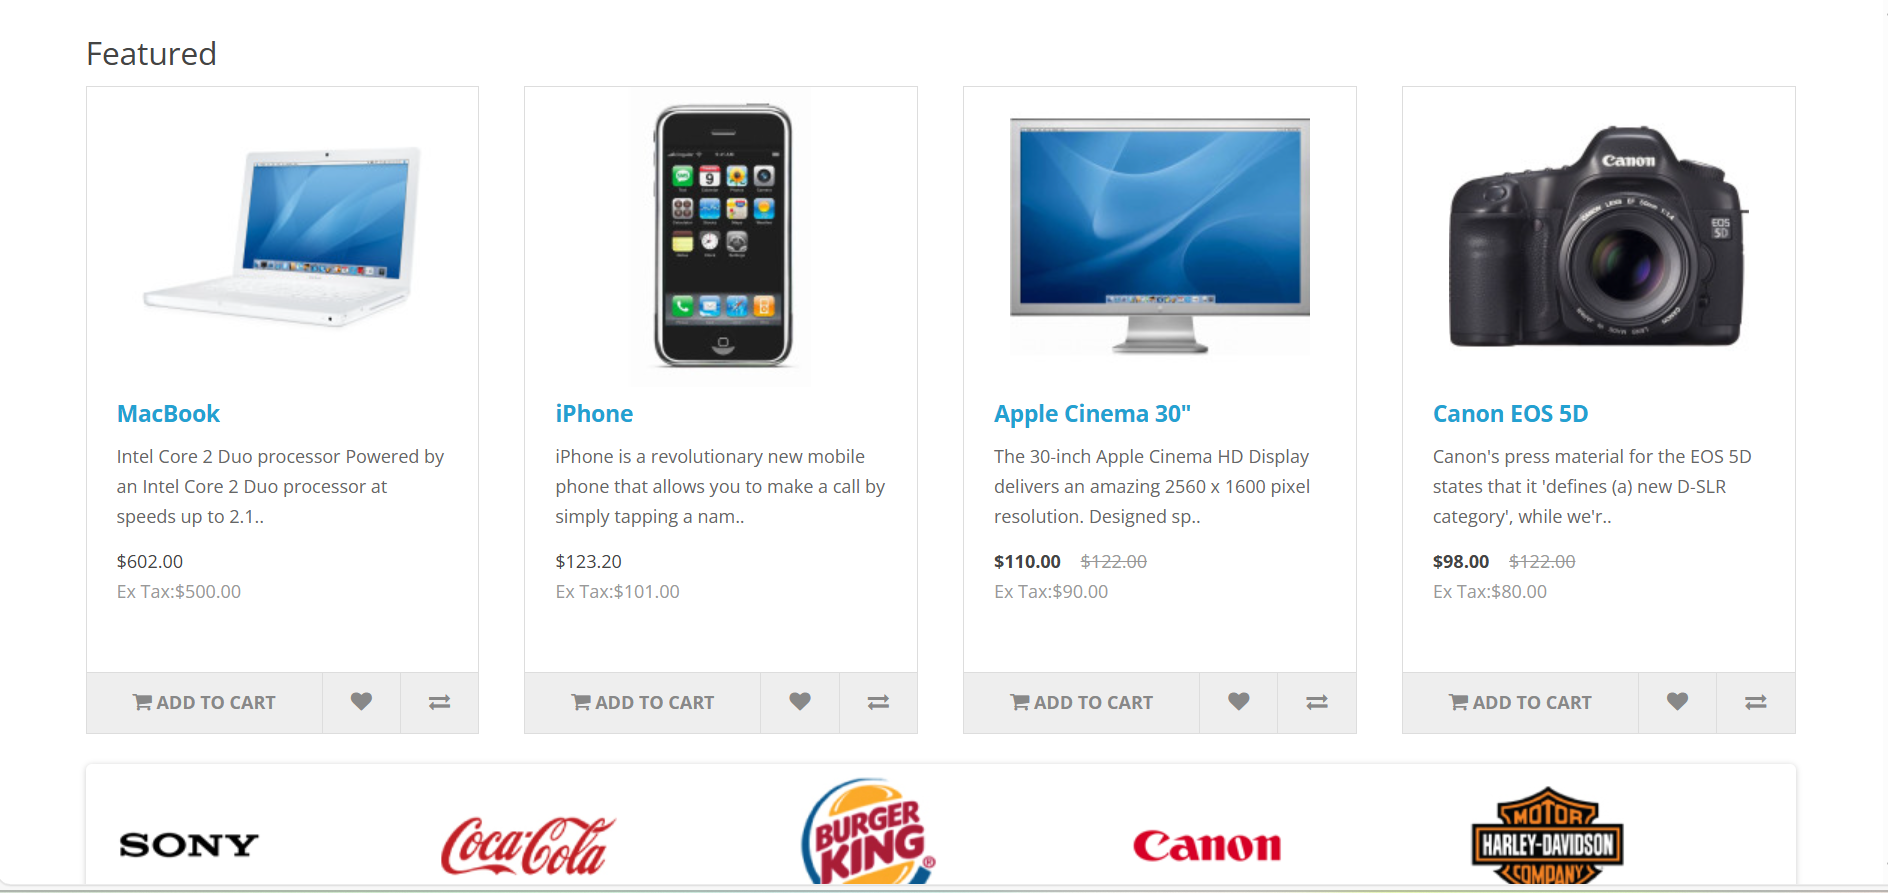 Featured
Canon
EOS
5D
MacBook
Intel Core 2 Duo processor Powered by
an Intel Core 2 Duo processor at
speeds up to 2.1..
$602.00
Ex Tax:$500.00
ADD TO CART
iPhone
iPhone is a revolutionary new mobile
phone that allows you to make a call by
simply tapping a nam..
$123.20
Ex Tax:$101.00
ADD TO CART
Apple Cinema 30"
The 30-inch Apple Cinema HD Display
delivers an amazing 2560 x 1600 pixel
resolution. Designed sp..
$110.00 $122.00
Ex Tax:$90.00
ADD TO CART
Canon EOS 5D
Canon's press material for the EOS 5D
states that it 'defines (a) new D-SLR
category', while we'r..
$98.00 $122.00
Ex Tax:$80.00
ADD TO CART
SONY
Coca-Cola
BURGER
KING®
Canon
MOTOR
HARLEY-DAVIDSON
COMPANY